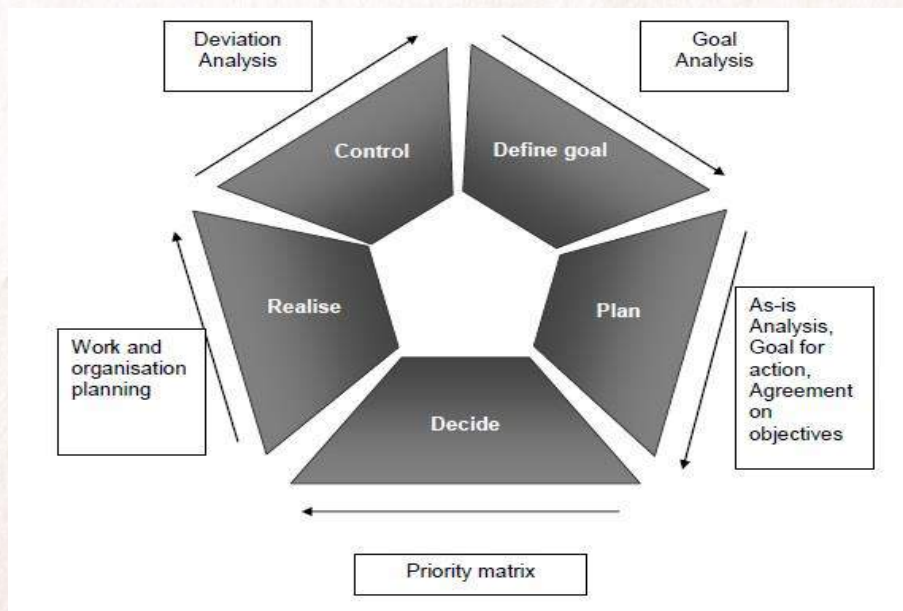 Deviation
Analysis
Goal
Analysis
Control
Define goal
Realise
Plan
Work and
organisation
planning
As-is
Analysis,
Goal for
action,
Agreement
on
objectives
Decide
Priority matrix